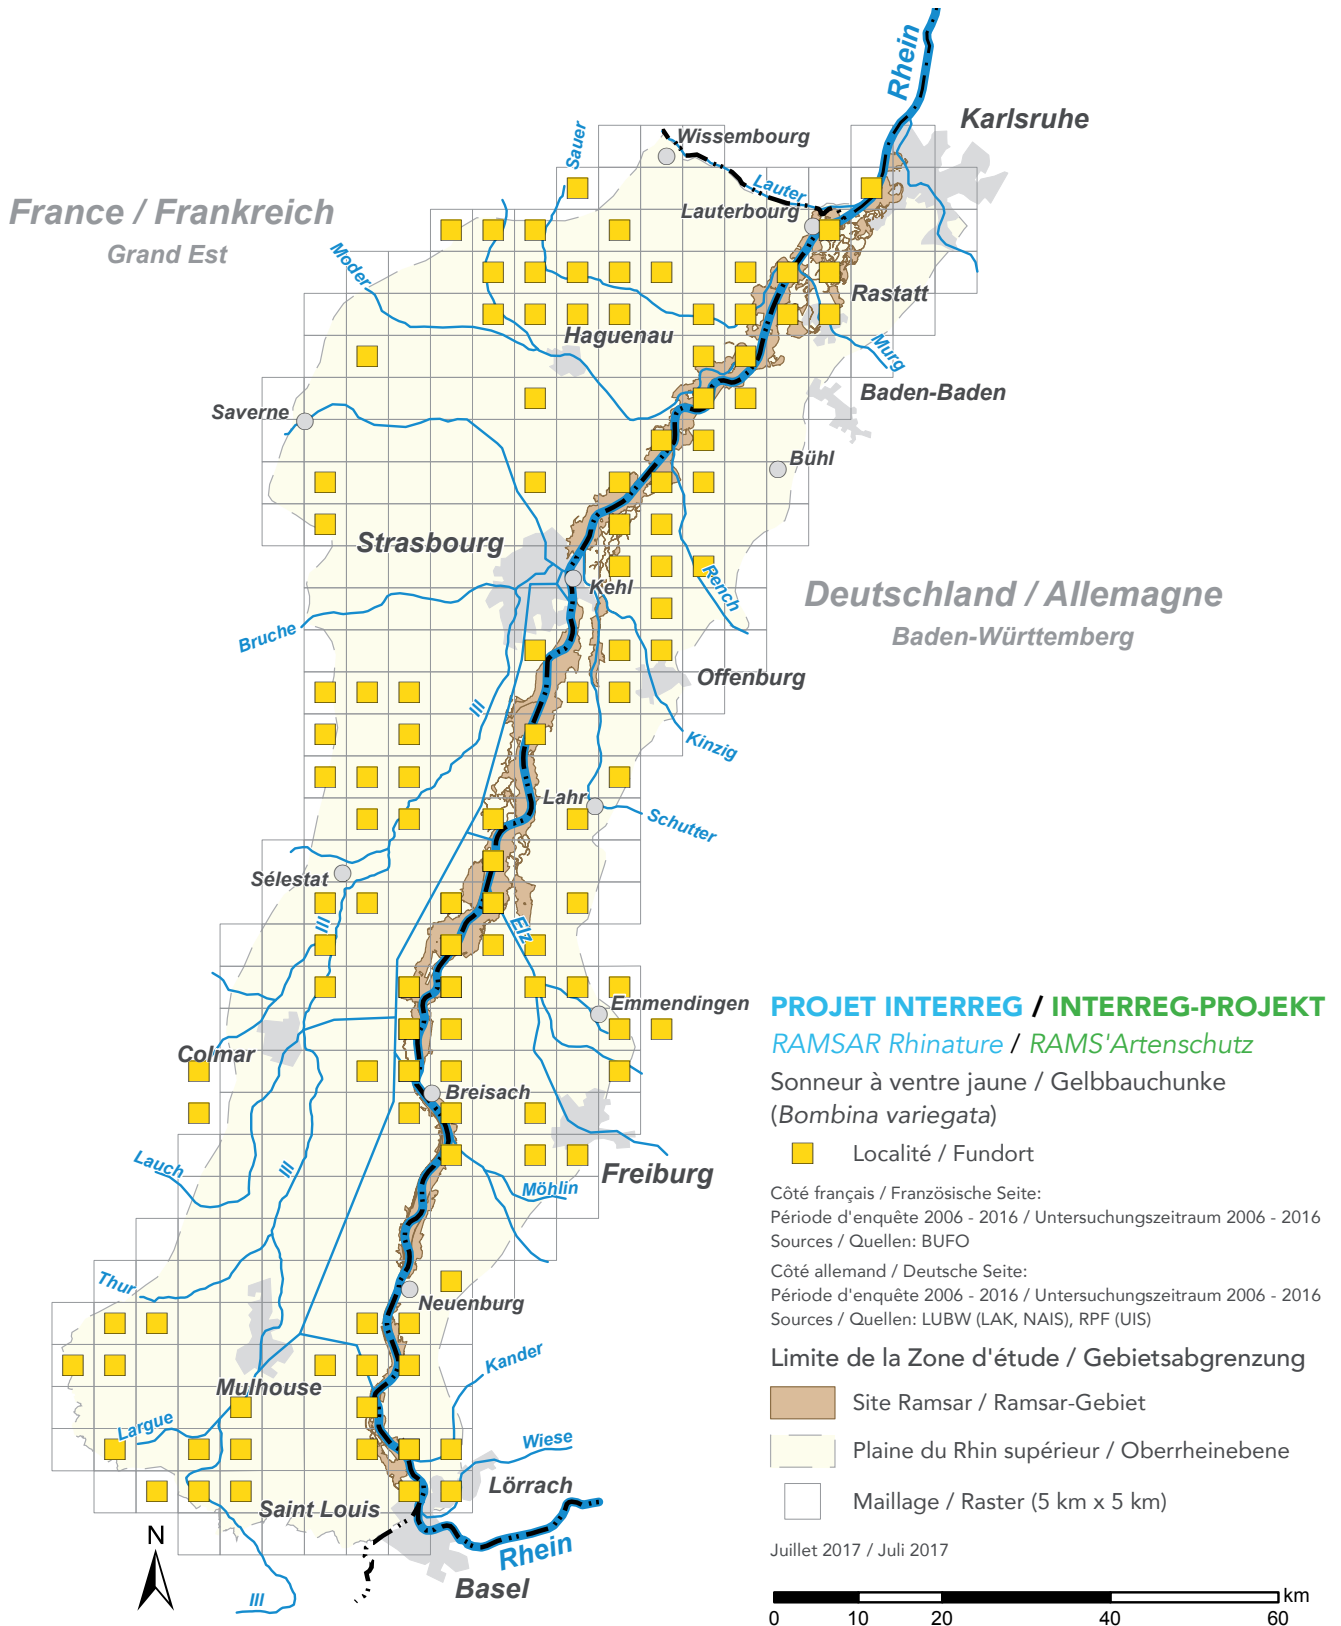 Rhein
Karlsruhe
Wissembourg
Sauer
Lauter
France / Frankreich
Grand Est
Lauterbourg
Moder
Rastatt
Haguenau
Murg
Baden-Baden
Saverne
Bühl
Strasbourg
Kehl
Rench
Deutschland / Allemagne
Baden-Württemberg
Bruche
Offenburg
Ill
Kinzig
Lahr
Schutter
Sélestat
Ill
Elz
Emmendingen
Colmar
Breisach
Lauch
Ill
Freiburg
Möhlin
Thur
Neuenburg
Kander
Mulhouse
Largue
Wiese
Lörrach
Saint Louis
Rhein
Basel
Ill
N
PROJET INTERREG / INTERREG-PROJEKT
RAMSAR Rhinature / RAMS'Artenschutz
Sonneur à ventre jaune / Gelbbauchunke
(Bombina variegata)
Localité / Fundort
Côté français / Französische Seite:
Période d'enquête 2006 - 2016 / Untersuchungszeitraum 2006 - 2016
Sources / Quellen: BUFO
Côté allemand / Deutsche Seite:
Période d'enquête 2006 - 2016 / Untersuchungszeitraum 2006 - 2016
Sources / Quellen: LUBW (LAK, NAIS), RPF (UIS)
Limite de la Zone d'étude / Gebietsabgrenzung
Site Ramsar / Ramsar-Gebiet
Plaine du Rhin supérieur / Oberrheinebene
Maillage / Raster (5 km x 5 km)
Juillet 2017 / Juli 2017
km
0 10 20 40 60